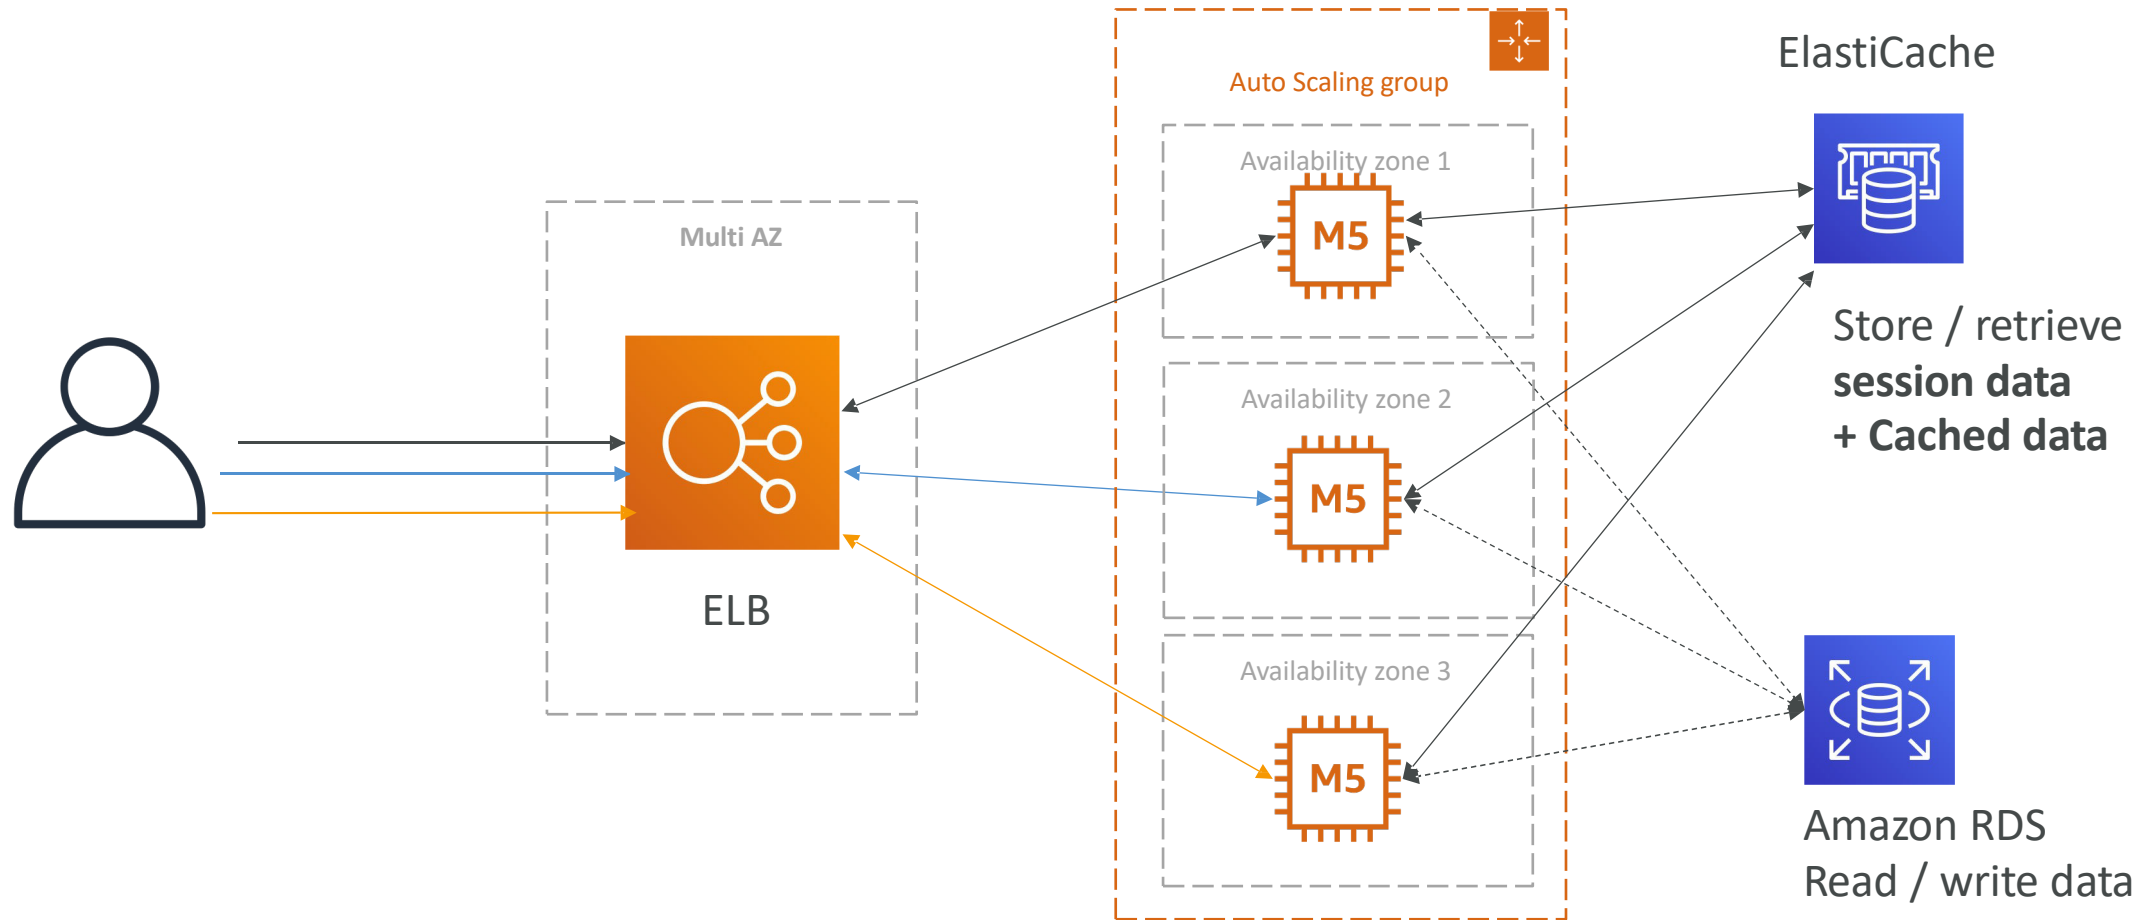 ElastiCache
Auto Scaling group
Availability zone 1
Multi AZ
M5
Store / retrieve
session data
+ Cached data
Availability zone 2
M5
ELB
Availability zone 3
M5
Amazon RDS
Read / write data